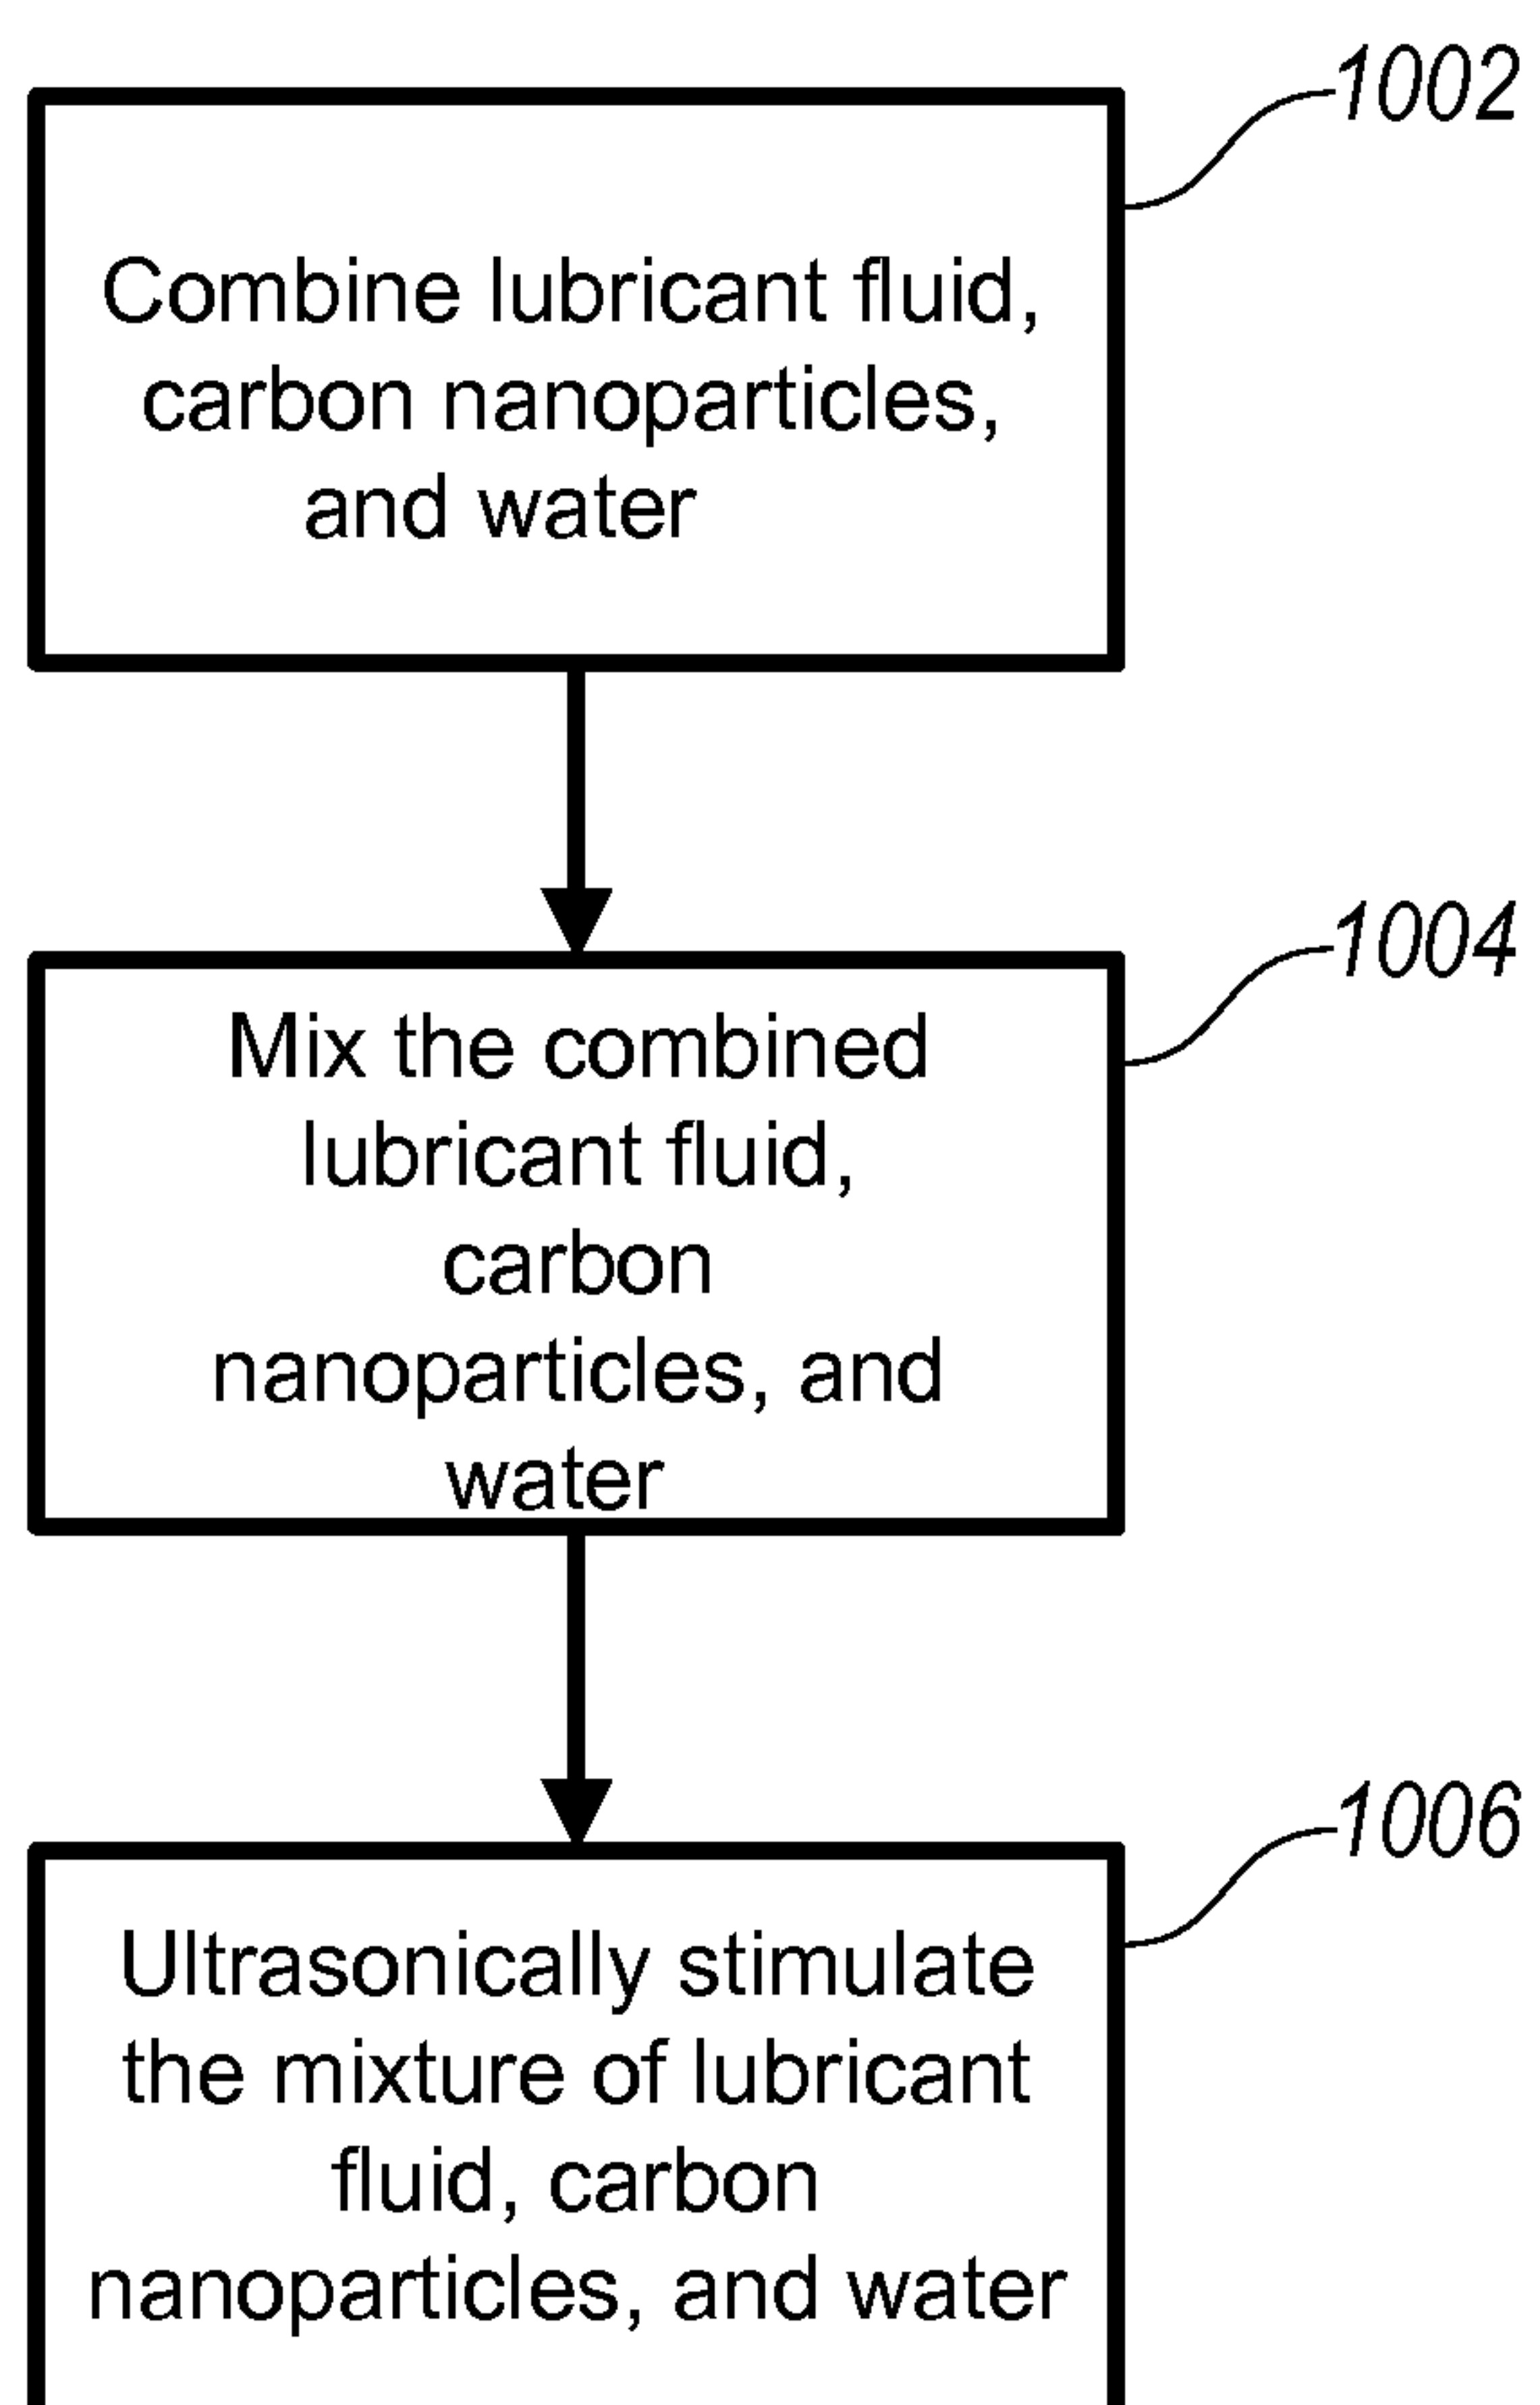 1002
Combine lubricant fluid,
carbon nanoparticles,
and water
1004
Mix the combined
lubricant fluid,
carbon
nanoparticles, and
water
1006
Ultrasonically stimulate
the mixture of lubricant
fluid, carbon
nanoparticles, and water